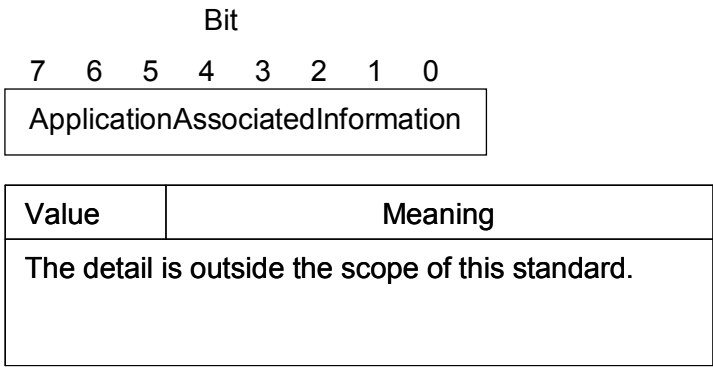 Bit
7 6 5 4 3 2 1 0
ApplicationAssociatedInformation
Value Meaning
The detail is outside the scope of this standard.